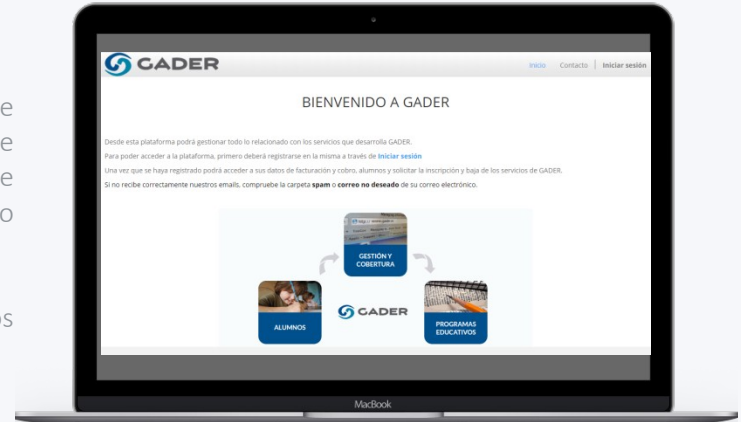 e
e
e
o
os
GADER
Inicio Contacto Iniciar sesión
BIENVENIDO A GADER
Desde esta plataforma podrá gestionar todo lo relacionado con los servicios que desarrolla GADER.
Para poder acceder a la plataforma, primero deberá registrarse en la misma a través de Iniciar sesión
Una vez que se haya registrado podrá acceder a sus datos de facturación y cobro, alumnos y solicitar la inscripción y baja de los servicios de GADER.
Si no recibe correctamente nuestros emails, compruebe la carpeta spam o correo no deseado de su correo electrónico.
GESTIÓN Y
COBERTURA
ALUMNOS
GADER
PROGRAMAS
EDUCATIVOS
MacBook